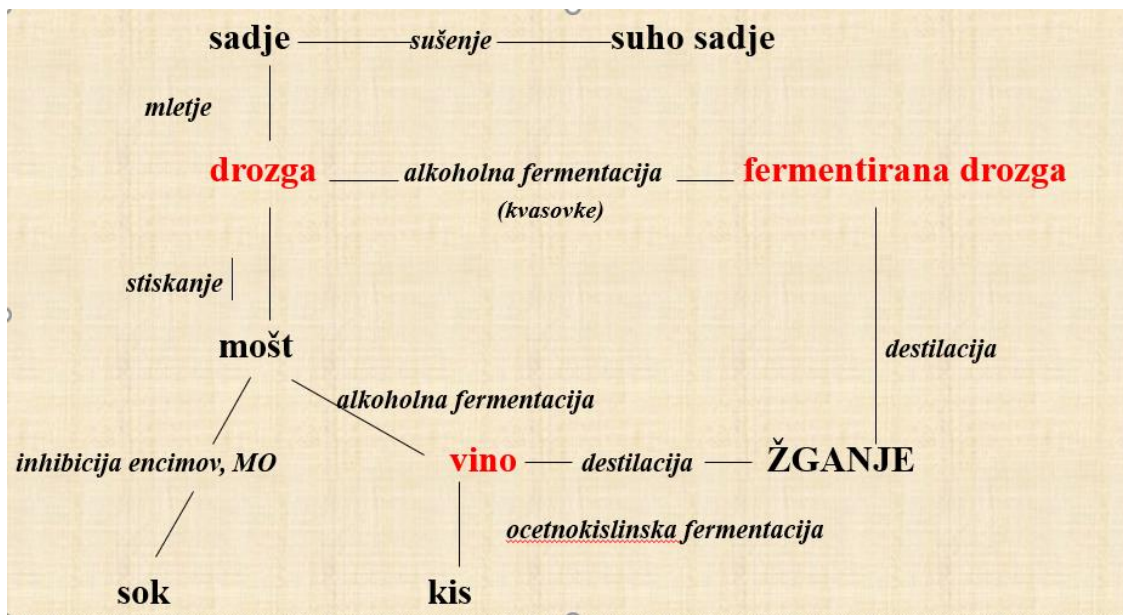 sadje sušenje suho sadje
mletje
drozga alkoholna fermentacija fermentirana drozga
(kvasovke)
stiskanje
mošt
destilacija
alkoholna fermentacija
inhibicija encimov, MO vino destilacija ŽGANJE
ocetnokislinska fermentacija
sok kis